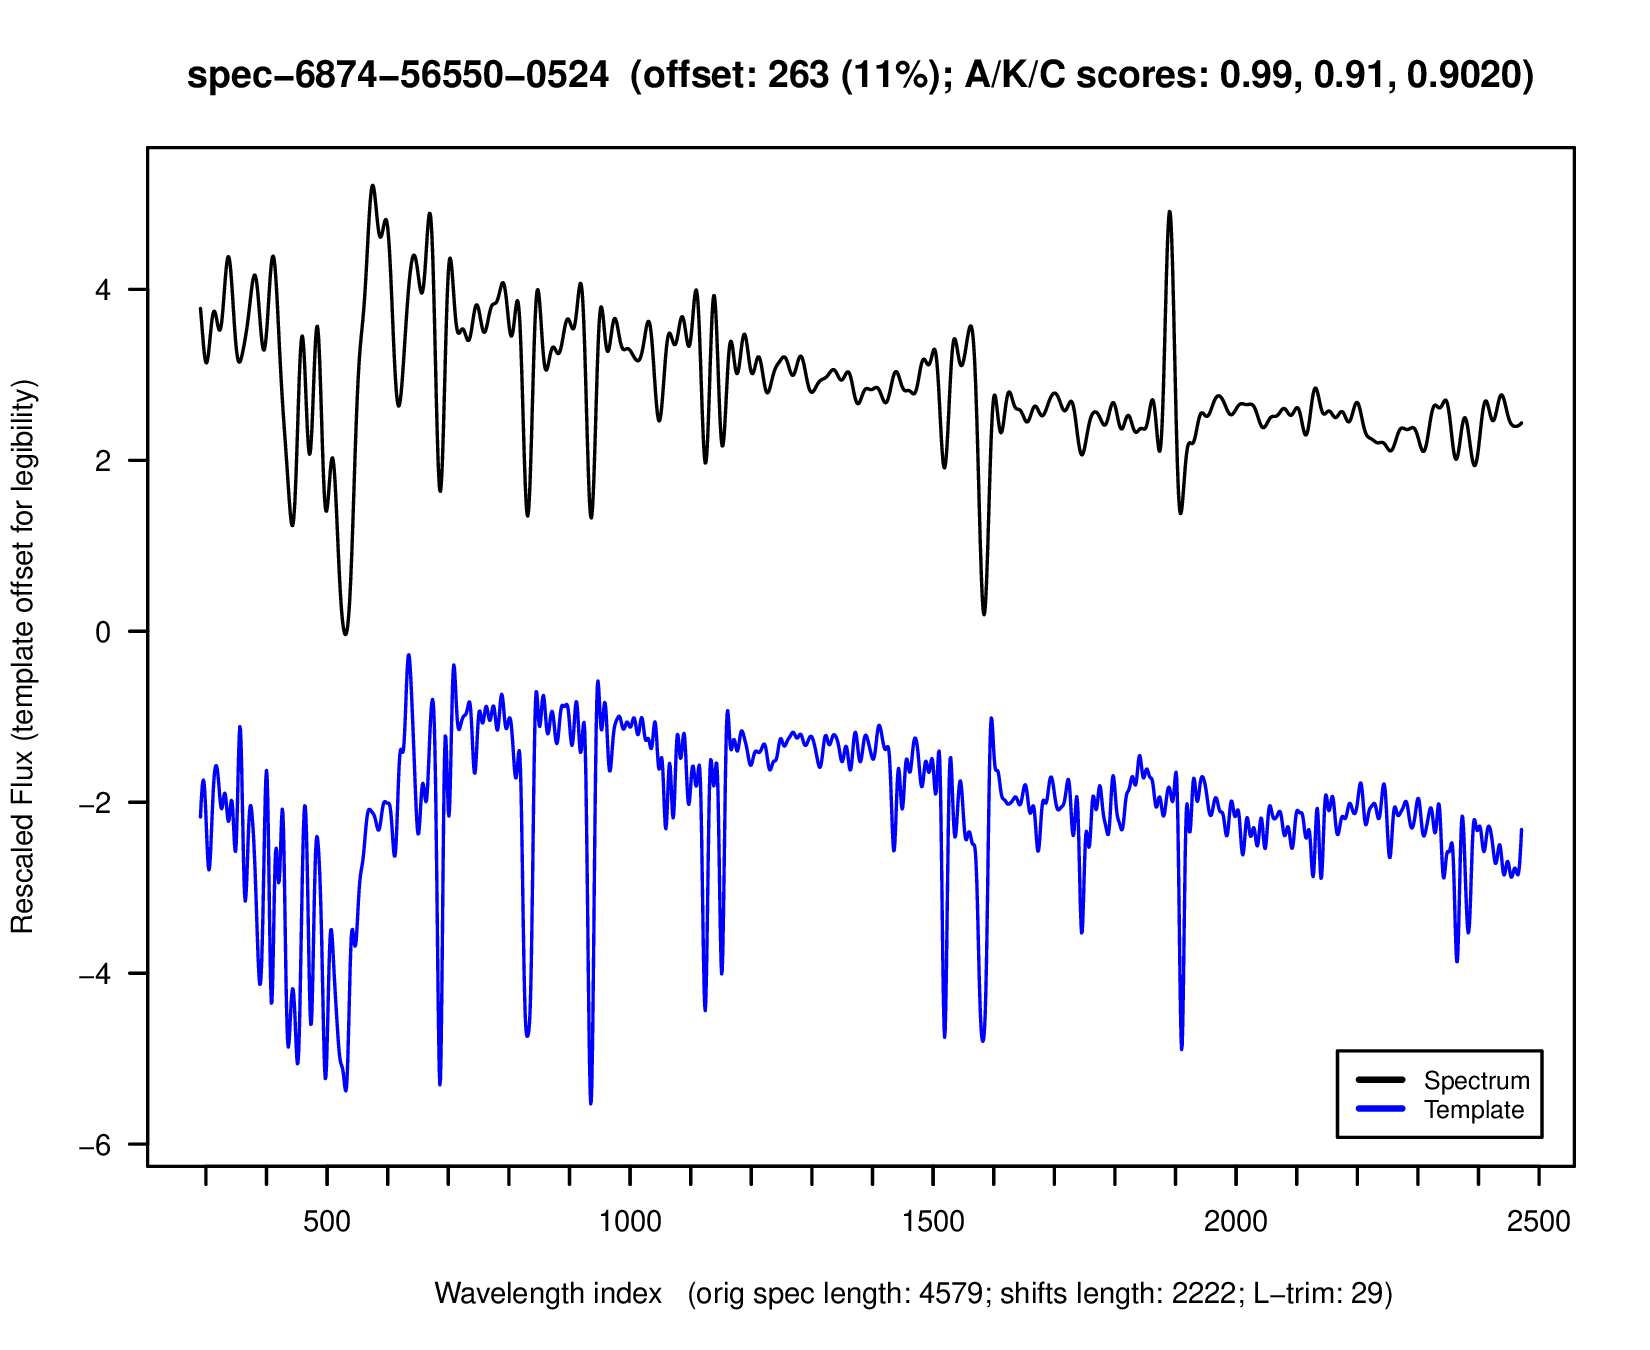 spec−6874−56550−0524 (offset: 263 (11%); A/K/C scores: 0.99, 0.91, 0.9020)
Rescaled Flux (template offset for legibility)
4
2
0
−2
−4
−6
Spectrum
Template
500 1000 1500 2000 2500
Wavelength index (orig spec length: 4579; shifts length: 2222; L−trim: 29)